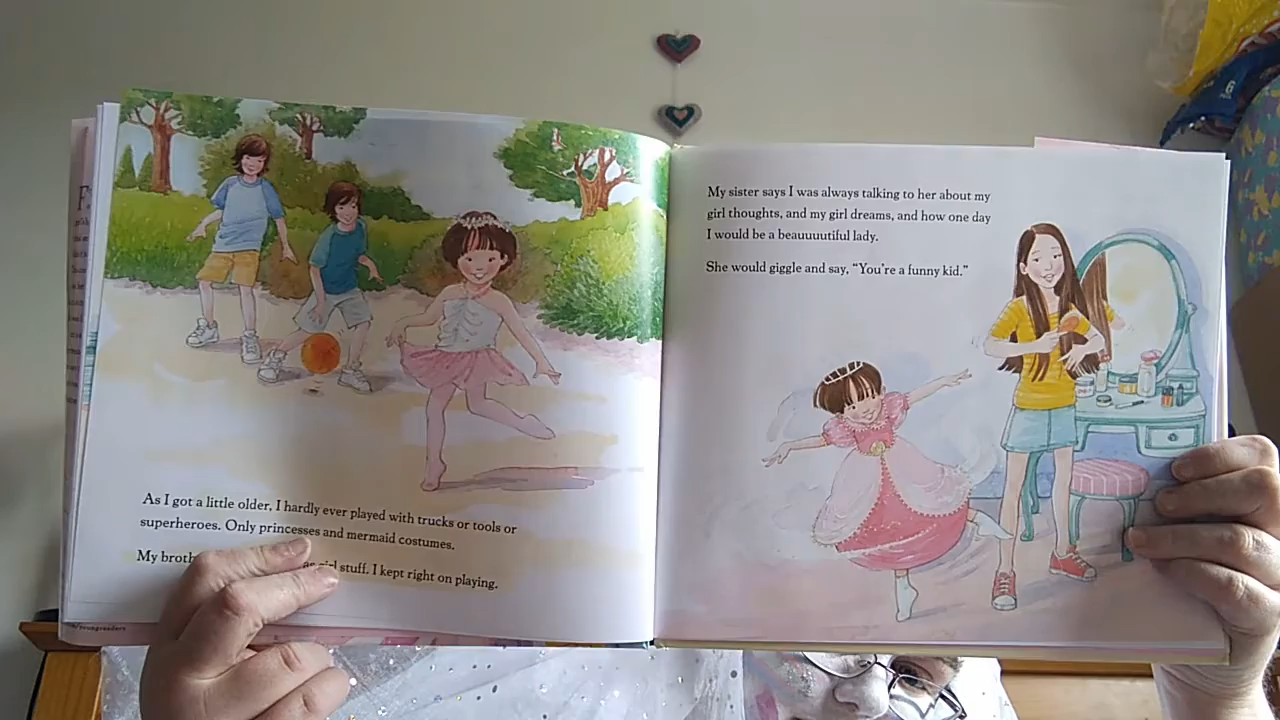 As I got a little older, I hardly ever played with trucks or tools or
superheroes. Only princesses and mermaid costumes.
My girl stuff. I kept right on playing.
My sister says I was always talking to her about my
girl thoughts, and my girl dreams, and how one day
I would be a beauuuutiful lady.
She would giggle and say, “You’re a funny kid.”